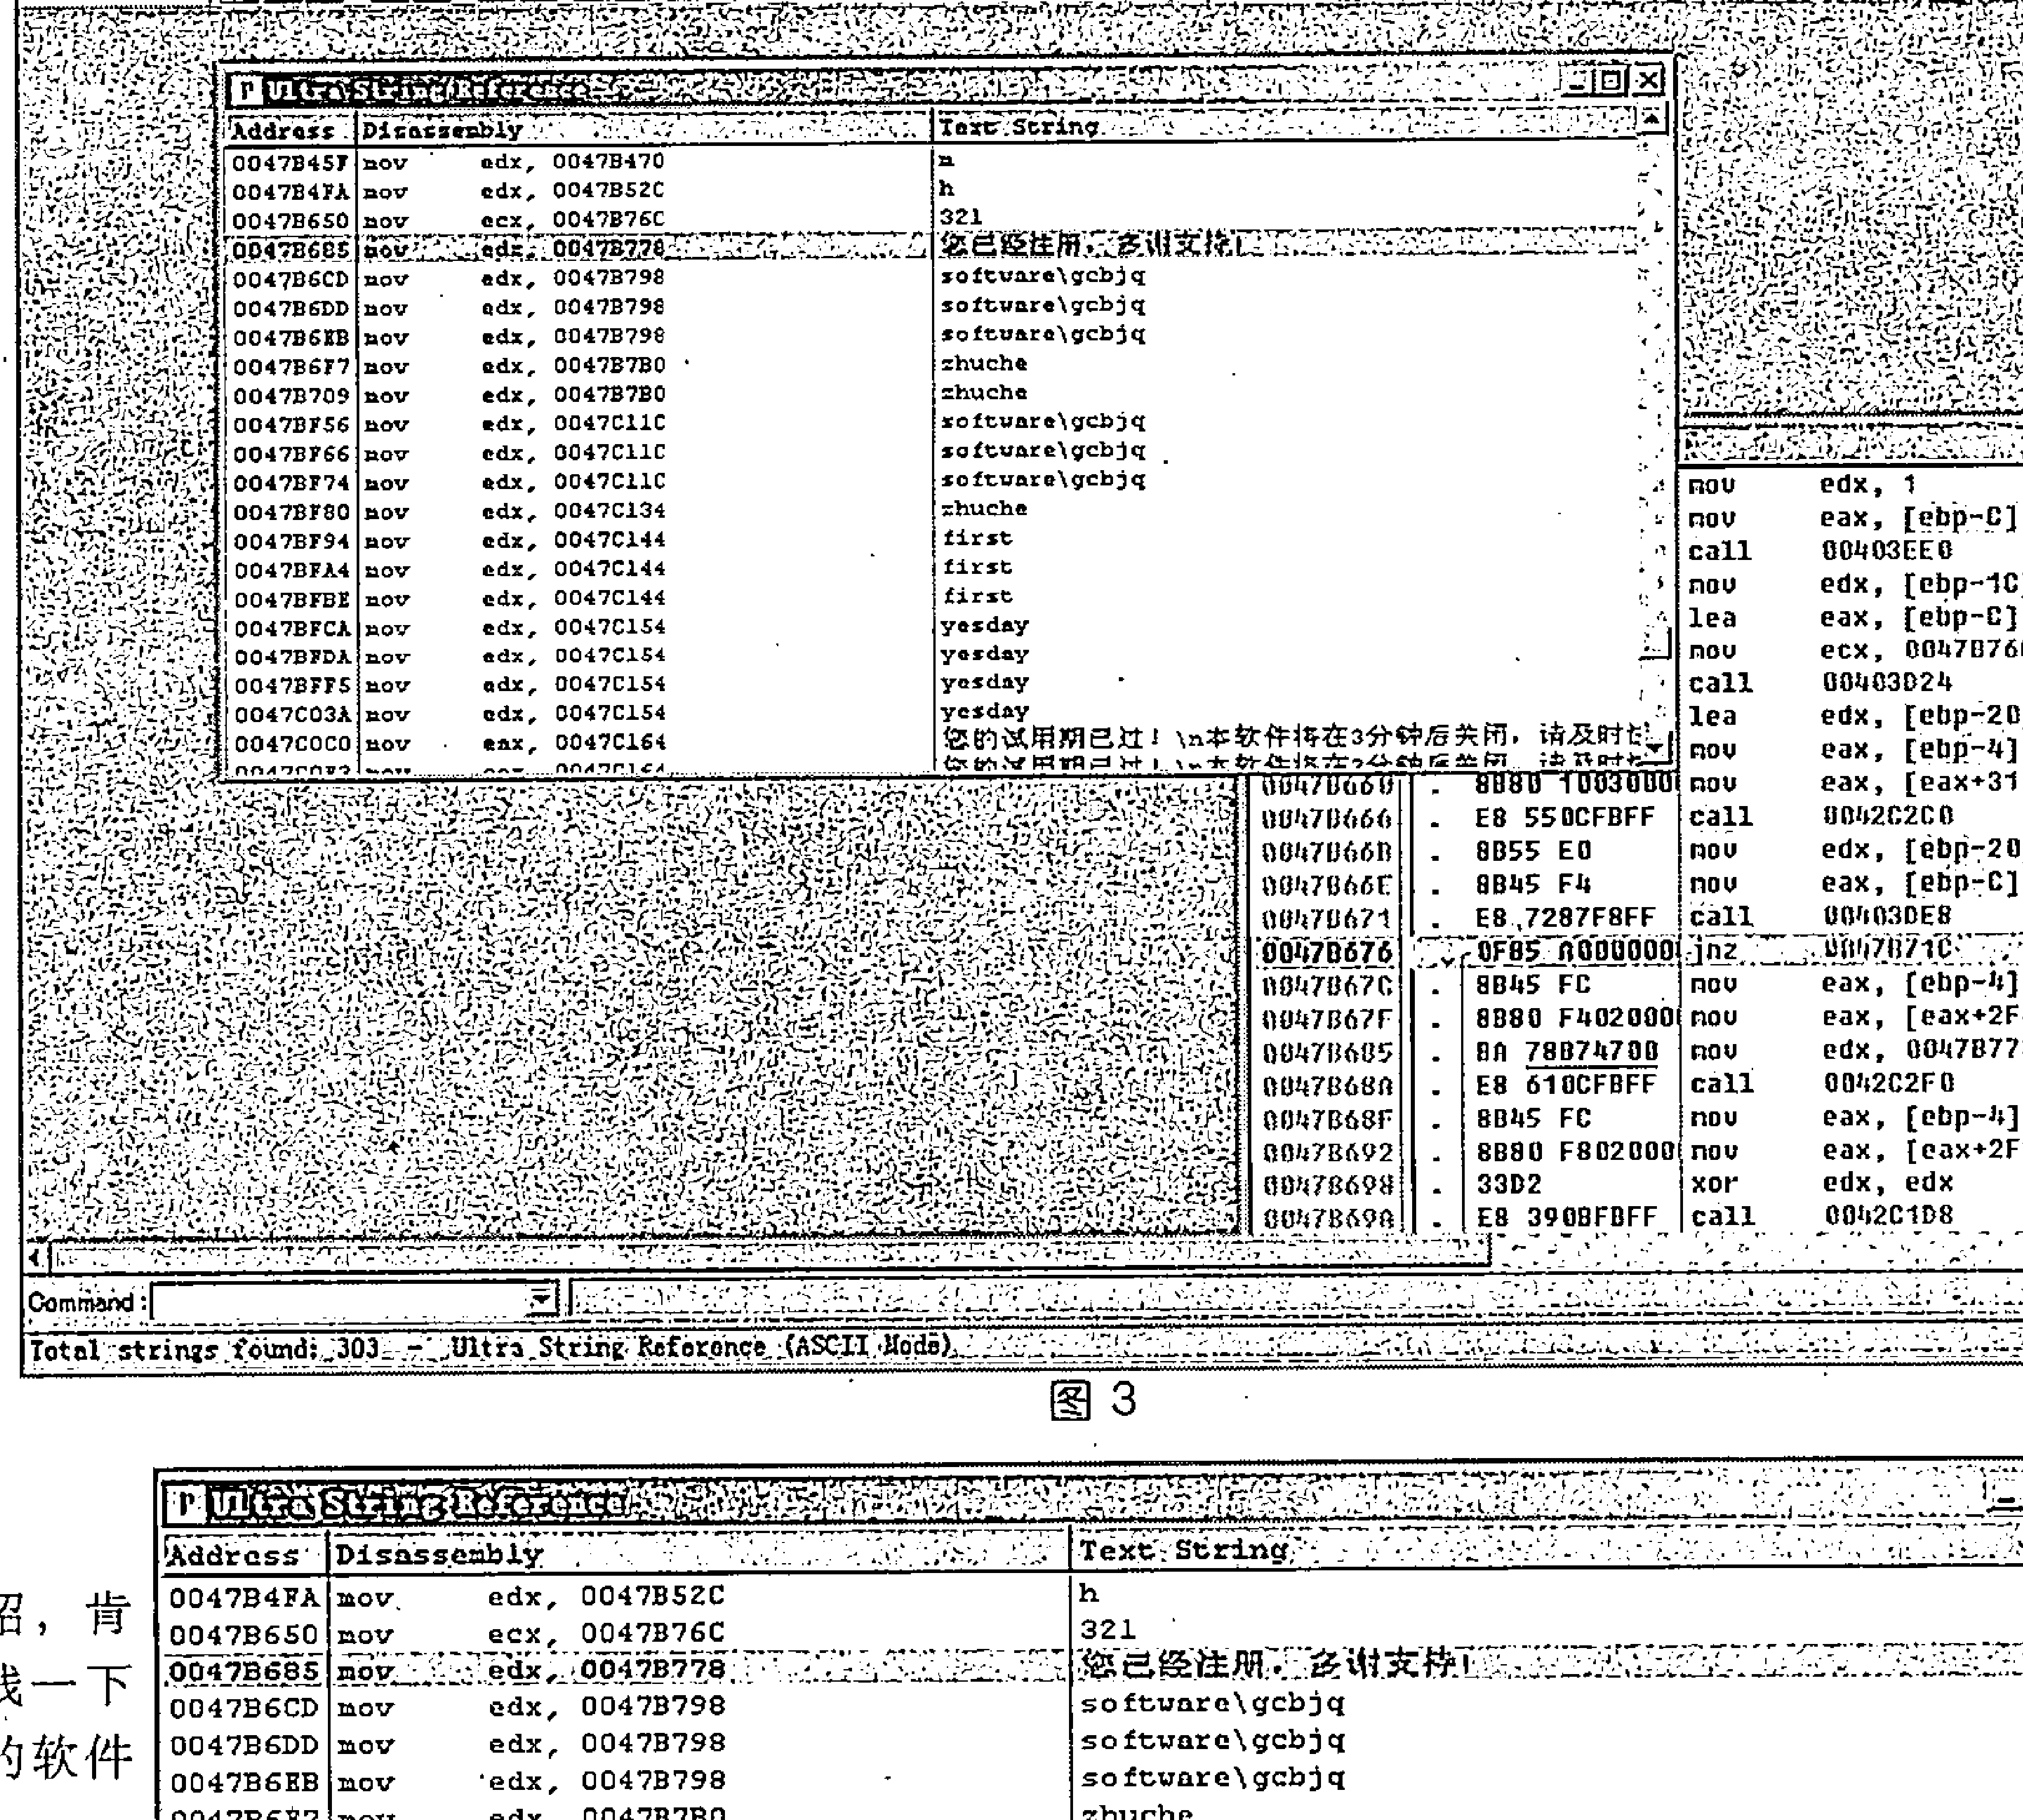 Ultra String Reference
Address Disassembly Text String
0047B45F mov edx, 0047B470 n
0047B4FA mov edx, 0047B52C h
0047B650 mov ecx, 0047B76C 321
0047B685 mov edx, 0047B778 您已经注册，多谢支持！
0047B6CD mov edx, 0047B798 software\gcbjq
0047B6DD mov edx, 0047B798 software\gcbjq
0047B6EB mov edx, 0047B798 software\gcbjq
0047B6F7 mov edx, 0047B7B0 zhuche
0047B709 mov edx, 0047B7B0 zhuche
0047BF56 mov edx, 0047C11C software\gcbjq
0047BF66 mov edx, 0047C11C software\gcbjq
0047BF74 mov edx, 0047C11C software\gcbjq
0047BF80 mov edx, 0047C134 zhuche
0047BF94 mov edx, 0047C144 first
0047BFA4 mov edx, 0047C144 first
0047BFBE mov edx, 0047C144 first
0047BFCA mov edx, 0047C154 yesday
0047BFDA mov edx, 0047C154 yesday
0047BFF5 mov edx, 0047C154 yesday
0047C03A mov edx, 0047C154 yesday
0047C0C0 mov eax, 0047C164 您的试用期已过！\n本软件将在3分钟后关闭，请及时
mov edx, 1
mov eax, [ebp-C]
call 00403EE0
mov edx, [ebp-1C]
lea eax, [ebp-C]
mov ecx, 0047B76
call 00403D24
lea edx, [ebp-20
mov eax, [ebp-4]
0047B660 . 8B80 1003000 mov eax, [eax+31
0047B666 . E8 550CFBFF call 0042C2C0
0047B66B . 8B55 E0 mov edx, [ebp-20
0047B66E . 8B45 F4 mov eax, [ebp-C]
0047B671 . E8 7287F8FF call 00403DE8
0047B676 . 0F85 A000000 jnz 0047B71C
0047B67C . 8B45 FC mov eax, [ebp-4]
0047B67F . 8B80 F402000 mov eax, [eax+2F
0047B685 . BA 78B74700 mov edx, 0047B77
0047B68A . E8 610CFBFF call 0042C2F0
0047B68F . 8B45 FC mov eax, [ebp-4]
0047B692 . 8B80 F802000 mov eax, [eax+2F
0047B698 . 33D2 xor edx, edx
0047B69A . E8 390BFBFF call 0042C1D8
Command:
Total strings found: 303 - Ultra String Reference (ASCII Mode)
图 3
Ultra String Reference
Address Disassembly Text String
0047B4FA mov edx, 0047B52C h
0047B650 mov ecx, 0047B76C 321
0047B685 mov edx, 0047B778 您已经注册，多谢支持！
0047B6CD mov edx, 0047B798 software\gcbjq
0047B6DD mov edx, 0047B798 software\gcbjq
0047B6EB mov edx, 0047B798 software\gcbjq
0047B6F7 mov edx, 0047B7B0 zhuche
绍，肯
找一下
的软件